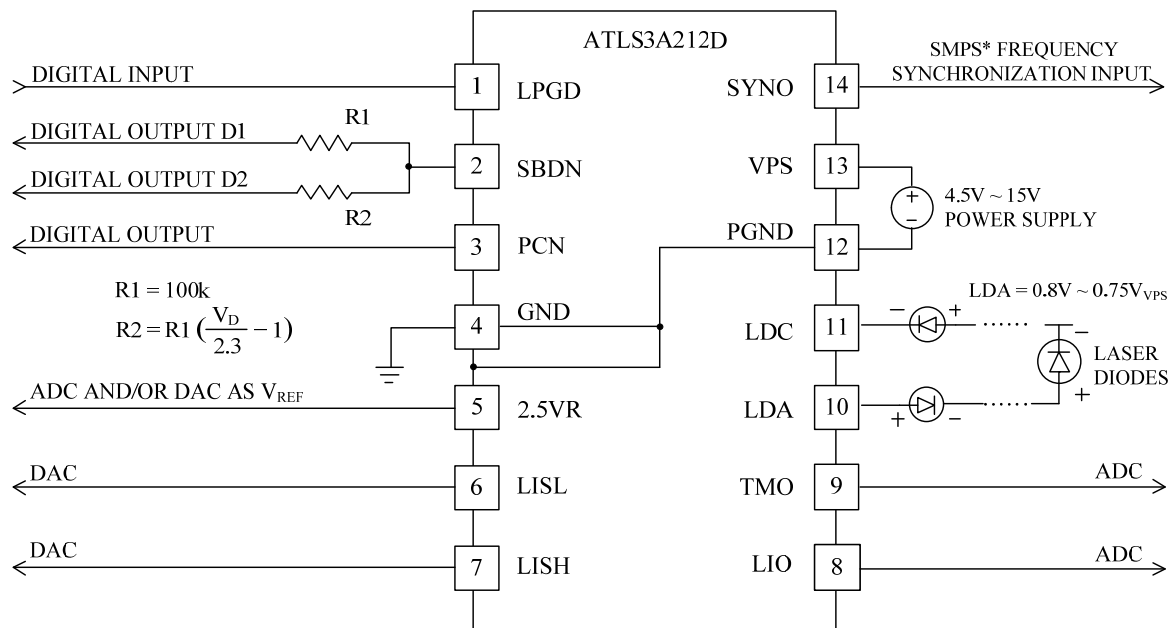 ATLS3A212D
DIGITAL INPUT
1
LPGD
DIGITAL OUTPUT D1
R1
2
SBDN
DIGITAL OUTPUT D2
R2
DIGITAL OUTPUT
3
PCN
R1 = 100k
R2 = R1 (V_D/2.3 − 1)
4
GND
ADC AND/OR DAC AS V_REF
5
2.5VR
DAC
6
LISL
DAC
7
LISH
SMPS* FREQUENCY
SYNCHRONIZATION INPUT
SYNO
14
VPS
13
+
−
4.5V ~ 15V
POWER SUPPLY
PGND
12
LDA = 0.8V ~ 0.75V_VPS
LDC
11
−
+
......
−
+
LASER
DIODES
LDA
10
+
−
......
TMO
9
ADC
LIO
8
ADC